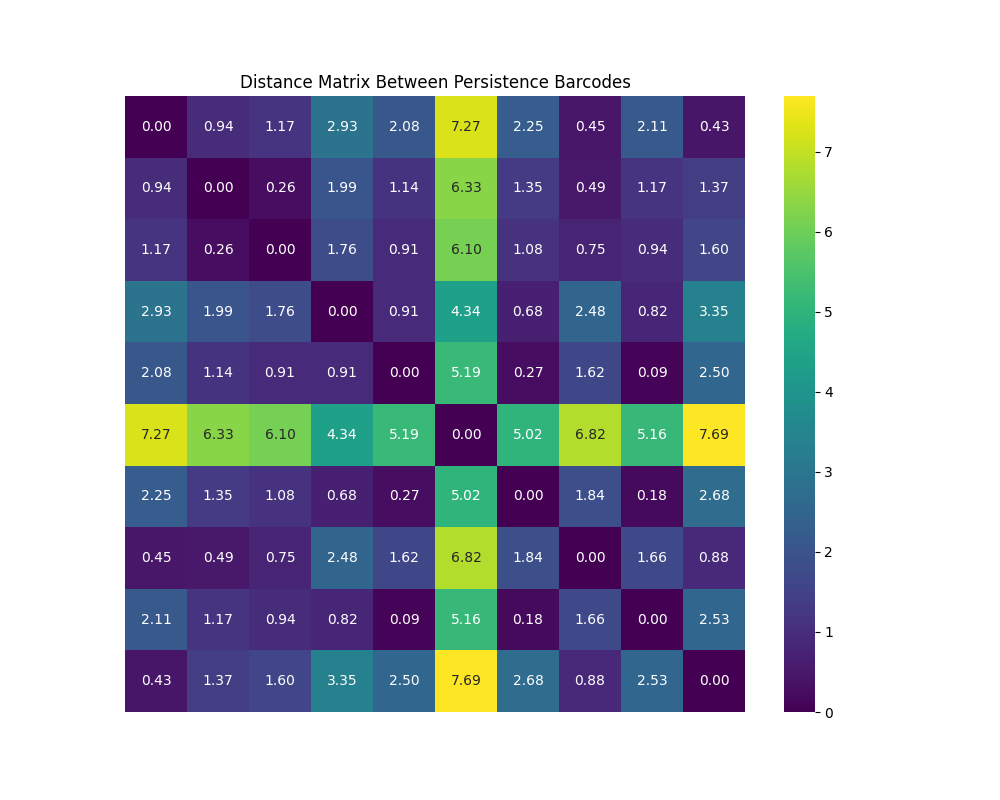 Distance Matrix Between Persistence Barcodes
0.00 0.94 1.17 2.93 2.08 7.27 2.25 0.45 2.11 0.43
0.94 0.00 0.26 1.99 1.14 6.33 1.35 0.49 1.17 1.37
1.17 0.26 0.00 1.76 0.91 6.10 1.08 0.75 0.94 1.60
2.93 1.99 1.76 0.00 0.91 4.34 0.68 2.48 0.82 3.35
2.08 1.14 0.91 0.91 0.00 5.19 0.27 1.62 0.09 2.50
7.27 6.33 6.10 4.34 5.19 0.00 5.02 6.82 5.16 7.69
2.25 1.35 1.08 0.68 0.27 5.02 0.00 1.84 0.18 2.68
0.45 0.49 0.75 2.48 1.62 6.82 1.84 0.00 1.66 0.88
2.11 1.17 0.94 0.82 0.09 5.16 0.18 1.66 0.00 2.53
0.43 1.37 1.60 3.35 2.50 7.69 2.68 0.88 2.53 0.00
7
6
5
4
3
2
1
0